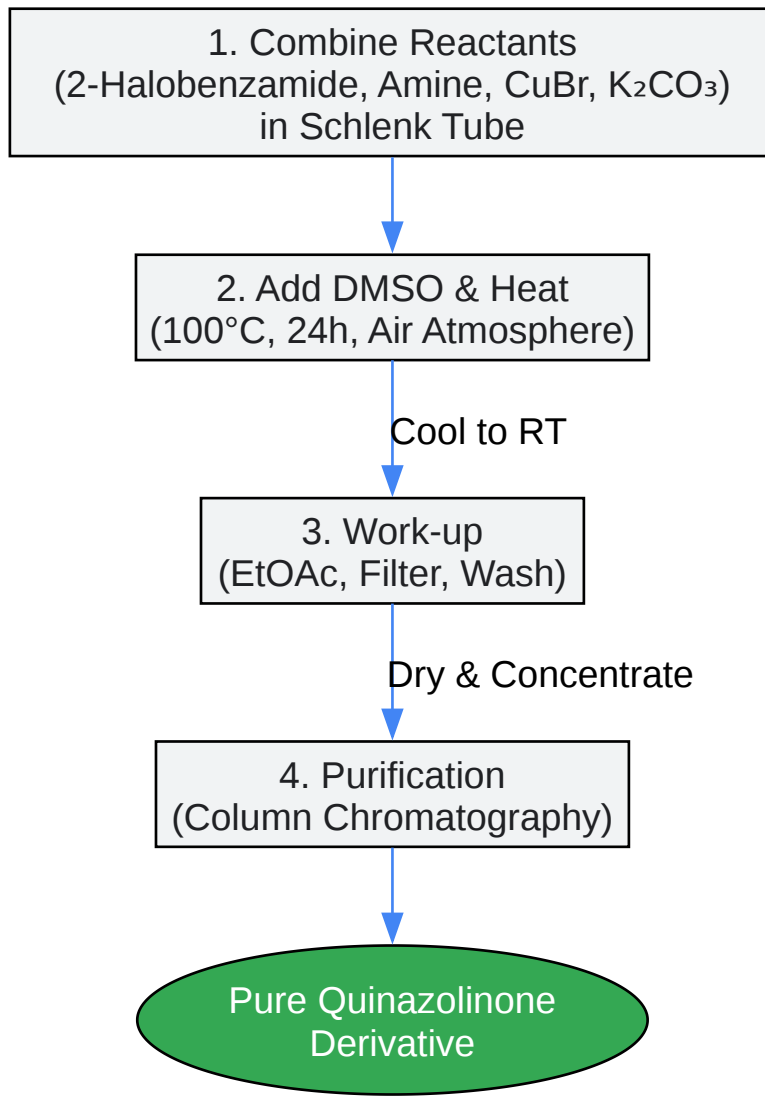 1. Combine Reactants
(2-Halobenzamide, Amine, CuBr, K₂CO₃)
in Schlenk Tube
2. Add DMSO & Heat
(100°C, 24h, Air Atmosphere)
Cool to RT
3. Work-up
(EtOAc, Filter, Wash)
Dry & Concentrate
4. Purification
(Column Chromatography)
Pure Quinazolinone
Derivative